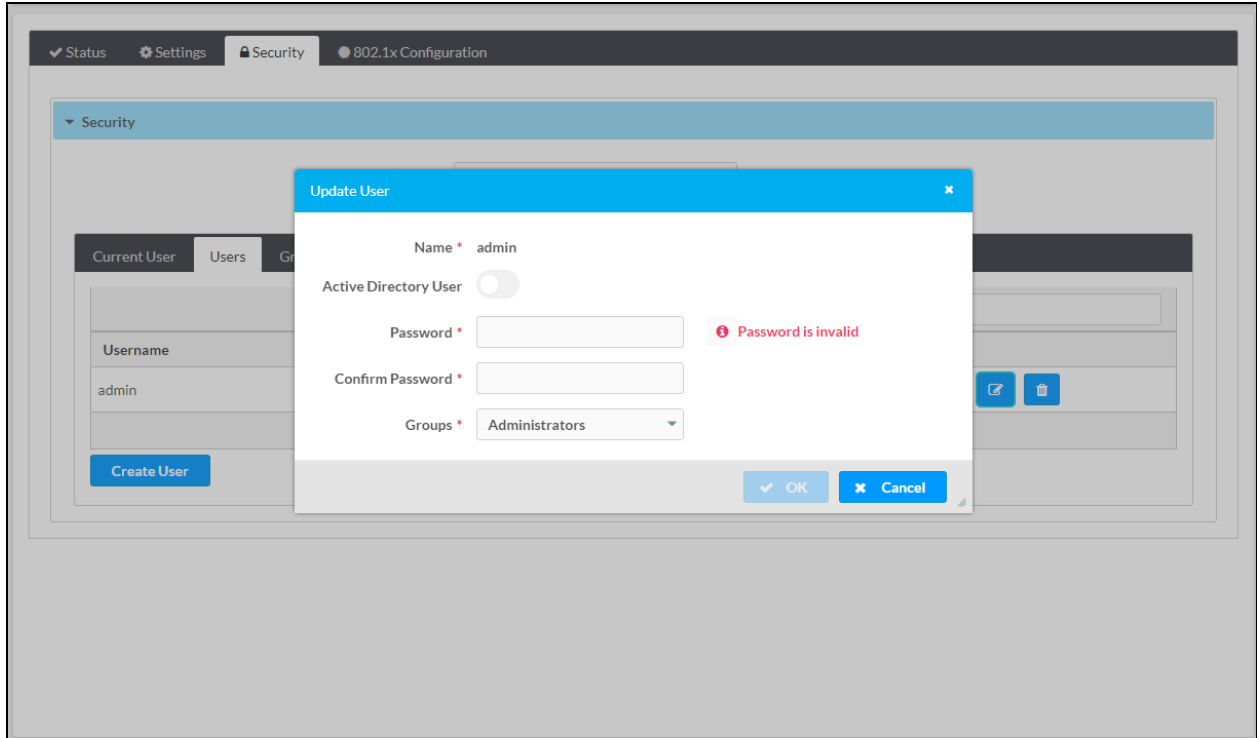 Status Settings Security 802.1x Configuration
Security
Update User
Name * admin
Current User Users Gr
Active Directory User
Password * Password is invalid
Username
Confirm Password *
admin
Groups * Administrators
Create User
OK Cancel